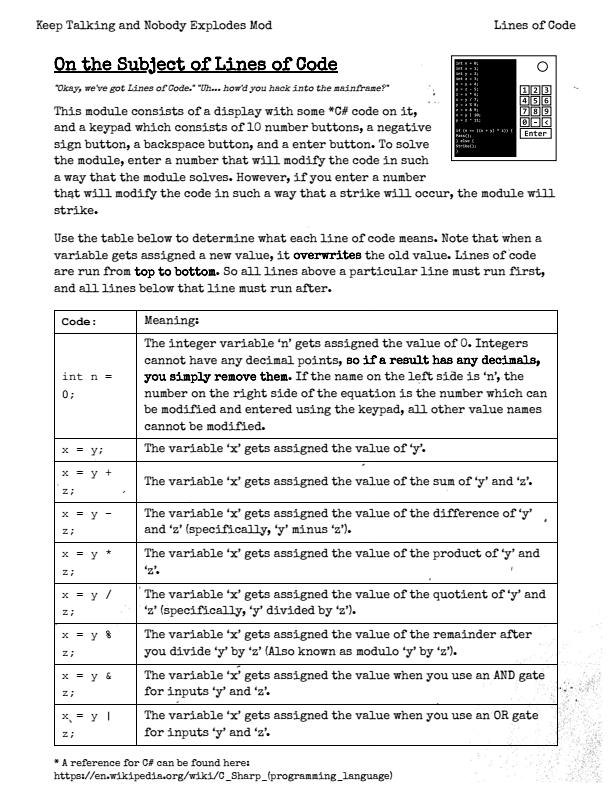 Keep Talking and Nobody Explodes Mod
Lines of Code
On the Subject of Lines of Code
"Okay, we've got Lines of Code." "Uh... how'd you hack into the mainframe?"
This module consists of a display with some *C# code on it,
and a keypad which consists of 10 number buttons, a negative
sign button, a backspace button, and a enter button. To solve
the module, enter a number that will modify the code in such
a way that the module solves. However, if you enter a number
that will modify the code in such a way that a strike will occur, the module will
strike.
1 2 3
4 5 6
7 8 9
0 - <
Enter
Use the table below to determine what each line of code means. Note that when a
variable gets assigned a new value, it overwrites the old value. Lines of code
are run from top to bottom. So all lines above a particular line must run first,
and all lines below that line must run after.
Code:
Meaning:
int n =
0;
The integer variable ‘n’ gets assigned the value of 0. Integers
cannot have any decimal points, so if a result has any decimals,
you simply remove them. If the name on the left side is ‘n’, the
number on the right side of the equation is the number which can
be modified and entered using the keypad, all other value names
cannot be modified.
x = y;
The variable ‘x’ gets assigned the value of ‘y’.
x = y +
z;
The variable ‘x’ gets assigned the value of the sum of ‘y’ and ‘z’.
x = y -
z;
The variable ‘x’ gets assigned the value of the difference of ‘y’
and ‘z’ (specifically, ‘y’ minus ‘z’).
x = y *
z;
The variable ‘x’ gets assigned the value of the product of ‘y’ and
‘z’.
x = y /
z;
The variable ‘x’ gets assigned the value of the quotient of ‘y’ and
‘z’ (specifically, ‘y’ divided by ‘z’).
x = y %
z;
The variable ‘x’ gets assigned the value of the remainder after
you divide ‘y’ by ‘z’ (Also known as modulo ‘y’ by ‘z’).
x = y &
z;
The variable ‘x’ gets assigned the value when you use an AND gate
for inputs ‘y’ and ‘z’.
x = y |
z;
The variable ‘x’ gets assigned the value when you use an OR gate
for inputs ‘y’ and ‘z’.
* A reference for C# can be found here:
https://en.wikipedia.org/wiki/C_Sharp_(programming_language)